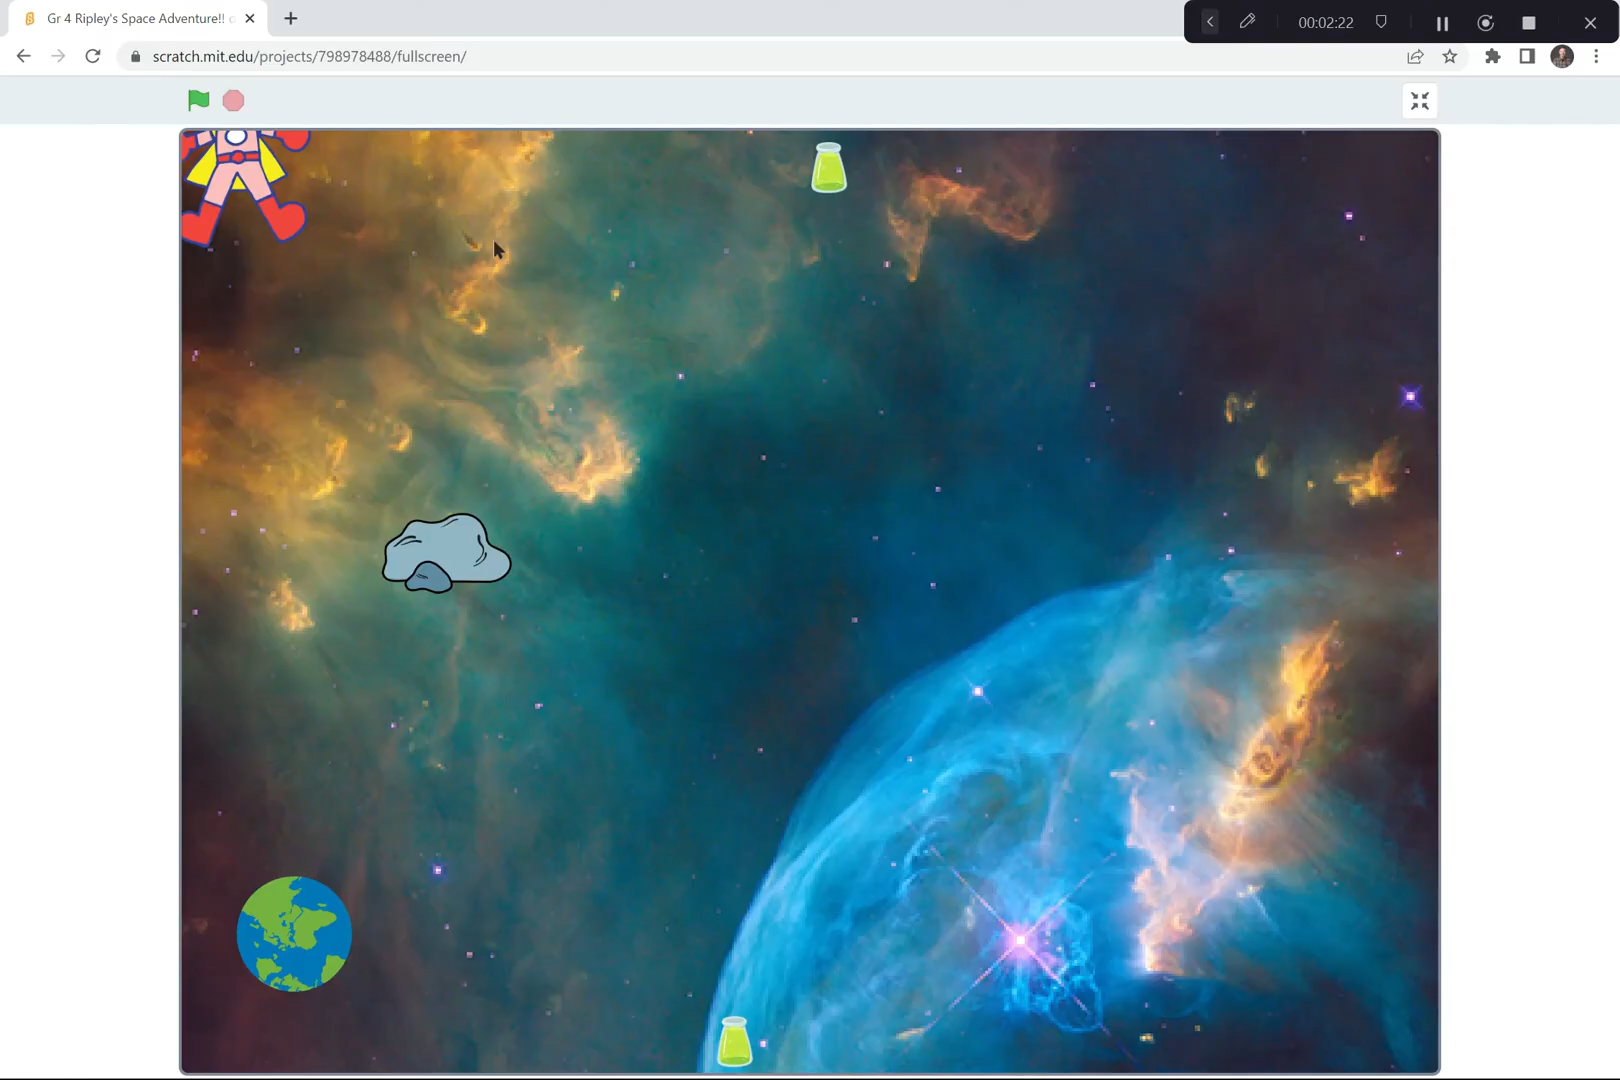 Gr 4 Ripley's Space Adventure!!
00:02:22
scratch.mit.edu/projects/798978488/fullscreen/